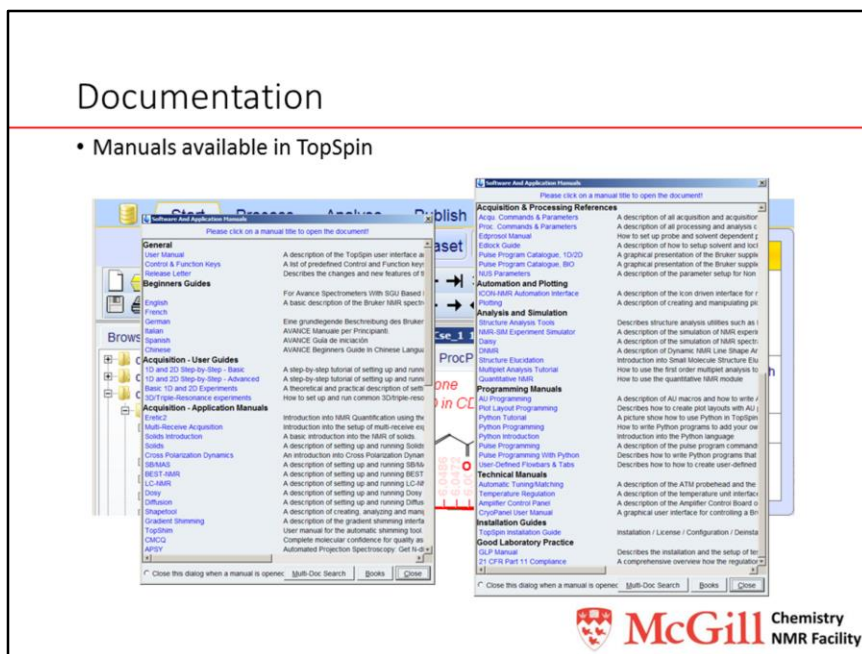 Documentation
• Manuals available in TopSpin
Start Process Analyse Publish
Brows
ProcP
Software And Application Manuals
Please click on a manual title to open the document!
General
User Manual A description of the TopSpin user interface a
Control & Function Keys A list of predefined Control and Function keys
Release Letter Describes the changes and new features of t
Beginners Guides
For Avance Spectrometers With SGU Based
English A basic description of the Bruker NMR spectr
French
German Eine grundlegende Beschreibung des Bruker
Italian AVANCE Manuale per Principianti.
Spanish AVANCE Guía de iniciación
Chinese AVANCE Beginners Guide in Chinese Langua
Acquisition - User Guides
1D and 2D Step-by-Step - Basic A step-by-step tutorial of setting up and runn
1D and 2D Step-by-Step - Advanced A step-by-step tutorial of setting up and runn
Basic 1D and 2D Experiments A theoretical and practical description of sett
3D/Triple-Resonance experiments How to set up and run common 3D/triple-reso
Acquisition - Application Manuals
Eretic2 Introduction into NMR Quantification using the
Multi-Receive Acquisition Introduction into the setup of multi-receive exp
Solids Introduction A basic introduction into the NMR of solids.
Solids A description of setting up and running Solids
Cross Polarization Dynamics An introduction into Cross Polarization Dynam
SB/MAS A description of setting up and running SB/M
BEST-NMR A description of setting up and running BEST
LC-NMR A description of setting up and running LC-N
Dosy A description of setting up and running Dosy
Diffusion A description of setting up and running Diffus
Shapetool A description of creating, analyzing and mani
Gradient Shimming A description of the gradient shimming interfa
TopShim User manual for the automatic shimming tool.
CMCQ Complete molecular confidence for quality as
APSY Automated Projection Spectroscopy. Get N-di
Close this dialog when a manual is opened Multi-Doc Search Books Close
Software And Application Manuals
Please click on a manual title to open the document!
Acquisition & Processing References
Acqu. Commands & Parameters A description of all acquisition and acquisition
Proc. Commands & Parameters A description of all processing and analysis c
Edprosol Manual How to set up probe and solvent dependent p
Edlock Guide A description of how to setup solvent and loc
Pulse Program Catalogue, 1D/2D A graphical presentation of the Bruker supplie
Pulse Program Catalogue, BIO A graphical presentation of the Bruker supplie
NUS Parameters A description of the parameter setup for Non
Automation and Plotting
ICON-NMR Automation Interface A description of the icon driven interface for r
Plotting A description of creating and manipulating plo
Analysis and Simulation
Structure Analysis Tools Describes structure analysis utilities such as
NMR-SIM Experiment Simulator A description of the simulation of NMR experi
Daisy A description of the simulation of NMR spectr
DNMR A description of Dynamic NMR Line Shape An
Structure Elucidation Introduction into Small Molecule Structure Elu
Multiplet Analysis Tutorial How to use the first order multiplet analysis to
Quantitative NMR How to use the quantitative NMR module
Programming Manuals
AU Programming A description of AU macros and how to write A
Plot Layout Programming Describes how to create plot layouts with AU
Python Tutorial A picture show how to use Python in TopSpin
Python Programming How to write Python programs to add your ow
Python Introduction Introduction into the Python language
Pulse Programming A description of the pulse program command
Pulse Programming With Python Describes how to write Python programs that
User-Defined Flowbars & Tabs Describes how to how to create user-defined
Technical Manuals
Automatic Tuning/Matching A description of the ATM probehead and the
Temperature Regulation A description of the temperature unit interface
Amplifier Control Panel A description of the Amplifier Control Board o
CryoPanel User Manual A graphical user interface for controlling a Br
Installation Guides
TopSpin Installation Guide Installation / License / Configuration / Deinsta
Good Laboratory Practice
GLP Manual Describes the installation and the setup of te
21 CFR Part 11 Compliance A comprehensive overview how the regulation
Close this dialog when a manual is opened Multi-Doc Search Books Close
McGill Chemistry
NMR Facility